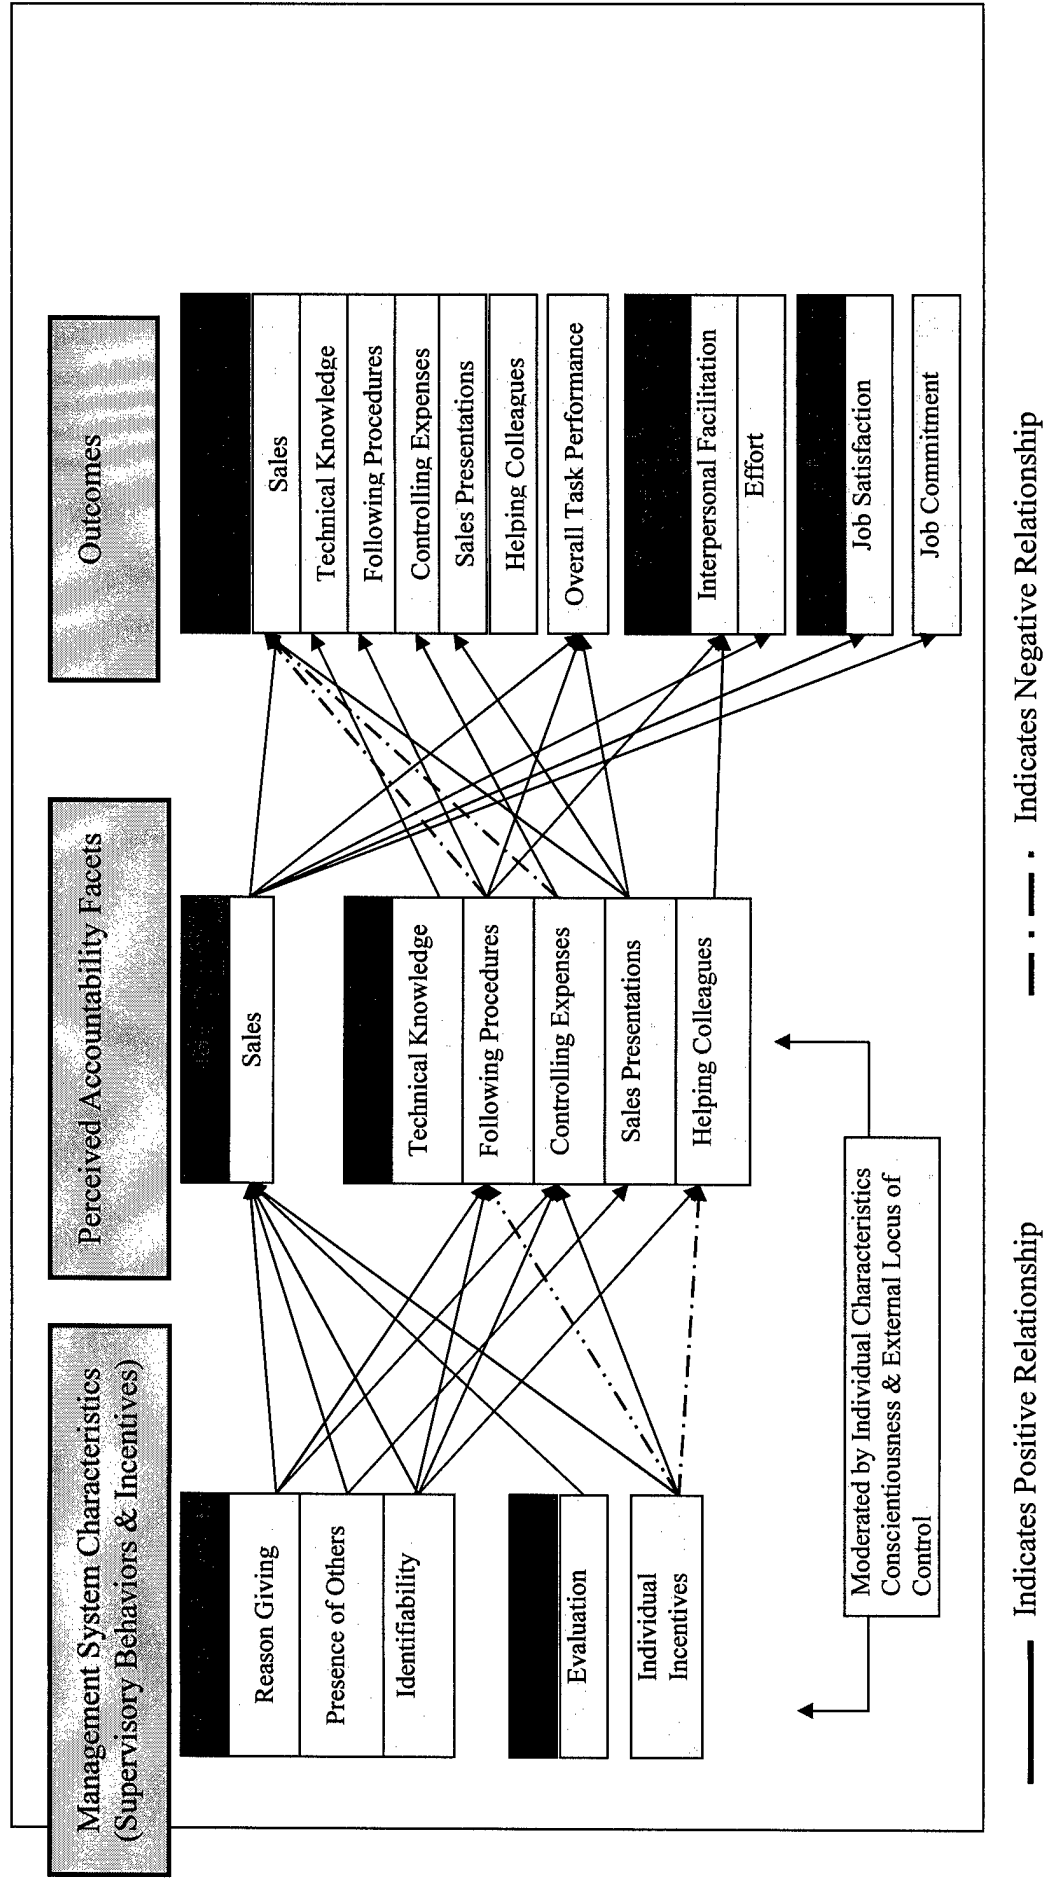 Management System Characteristics
(Supervisory Behaviors & Incentives)
Reason Giving
Presence of Others
Identifiability
Evaluation
Individual
Incentives
Perceived Accountability Facets
Sales
Technical Knowledge
Following Procedures
Controlling Expenses
Sales Presentations
Helping Colleagues
Outcomes
Sales
Technical Knowledge
Following Procedures
Controlling Expenses
Sales Presentations
Helping Colleagues
Overall Task Performance
Interpersonal Facilitation
Effort
Job Satisfaction
Job Commitment
Moderated by Individual Characteristics
Conscientiousness & External Locus of
Control
Indicates Positive Relationship
Indicates Negative Relationship